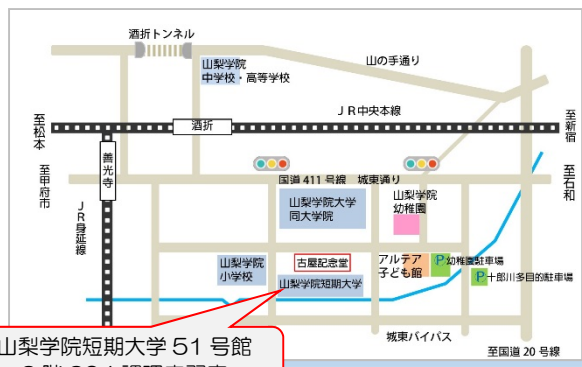 酒折トンネル
山の手通り
山梨学院
中学校・高等学校
JR中央本線
至松本
酒折
至新宿
善光寺
至甲府市
国道411号線 城東通り
至石和
JR身延線
山梨学院大学
同大学院
山梨学院
幼稚園
山梨学院
小学校
古屋記念堂
山梨学院短期大学
アルテア
子ども館
P 幼稚園駐車場
P 十郎川多目的駐車場
城東バイパス
至国道20号線
山梨学院短期大学 51 号館